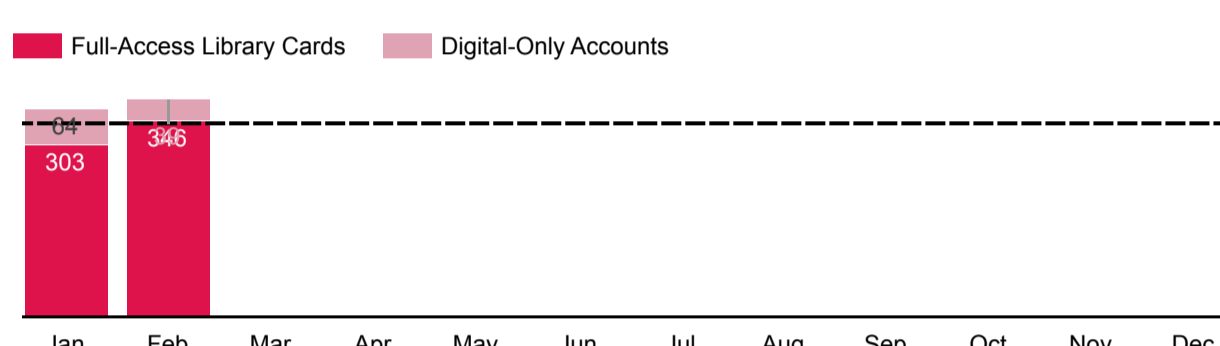 Full-Access Library Cards Digital-Only Accounts
64
346
303
Jan Feb Mar Apr May Jun Jul Aug Sep Oct Nov Dec